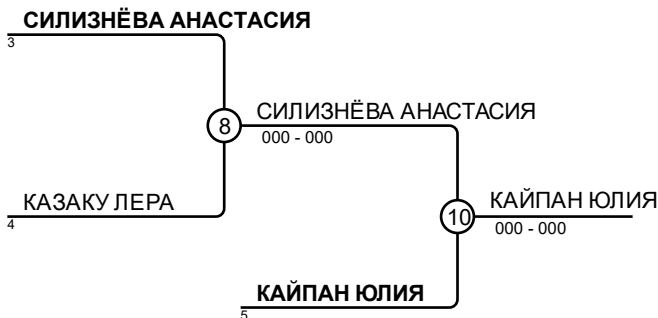 СИЛИЗНЁВА АНАСТАСИЯ
3
8
СИЛИЗНЁВА АНАСТАСИЯ
000 - 000
КАЗАКУ ЛЕРА
4
10
КАЙПАН ЮЛИЯ
000 - 000
КАЙПАН ЮЛИЯ
5